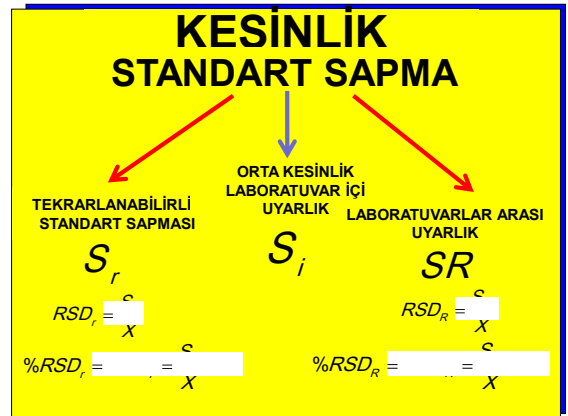 KESİNLİK
STANDART SAPMA
TEKRARLANABİLİRLİ
STANDART SAPMASI
S r
RSD r =
X
%RSD r = =
X
ORTA KESİNLİK
LABORATUVAR İÇİ
UYARLIK
S i
LABORATUVARLAR ARASI
UYARLIK
SR
RSD R =
X
%RSD R = =
X